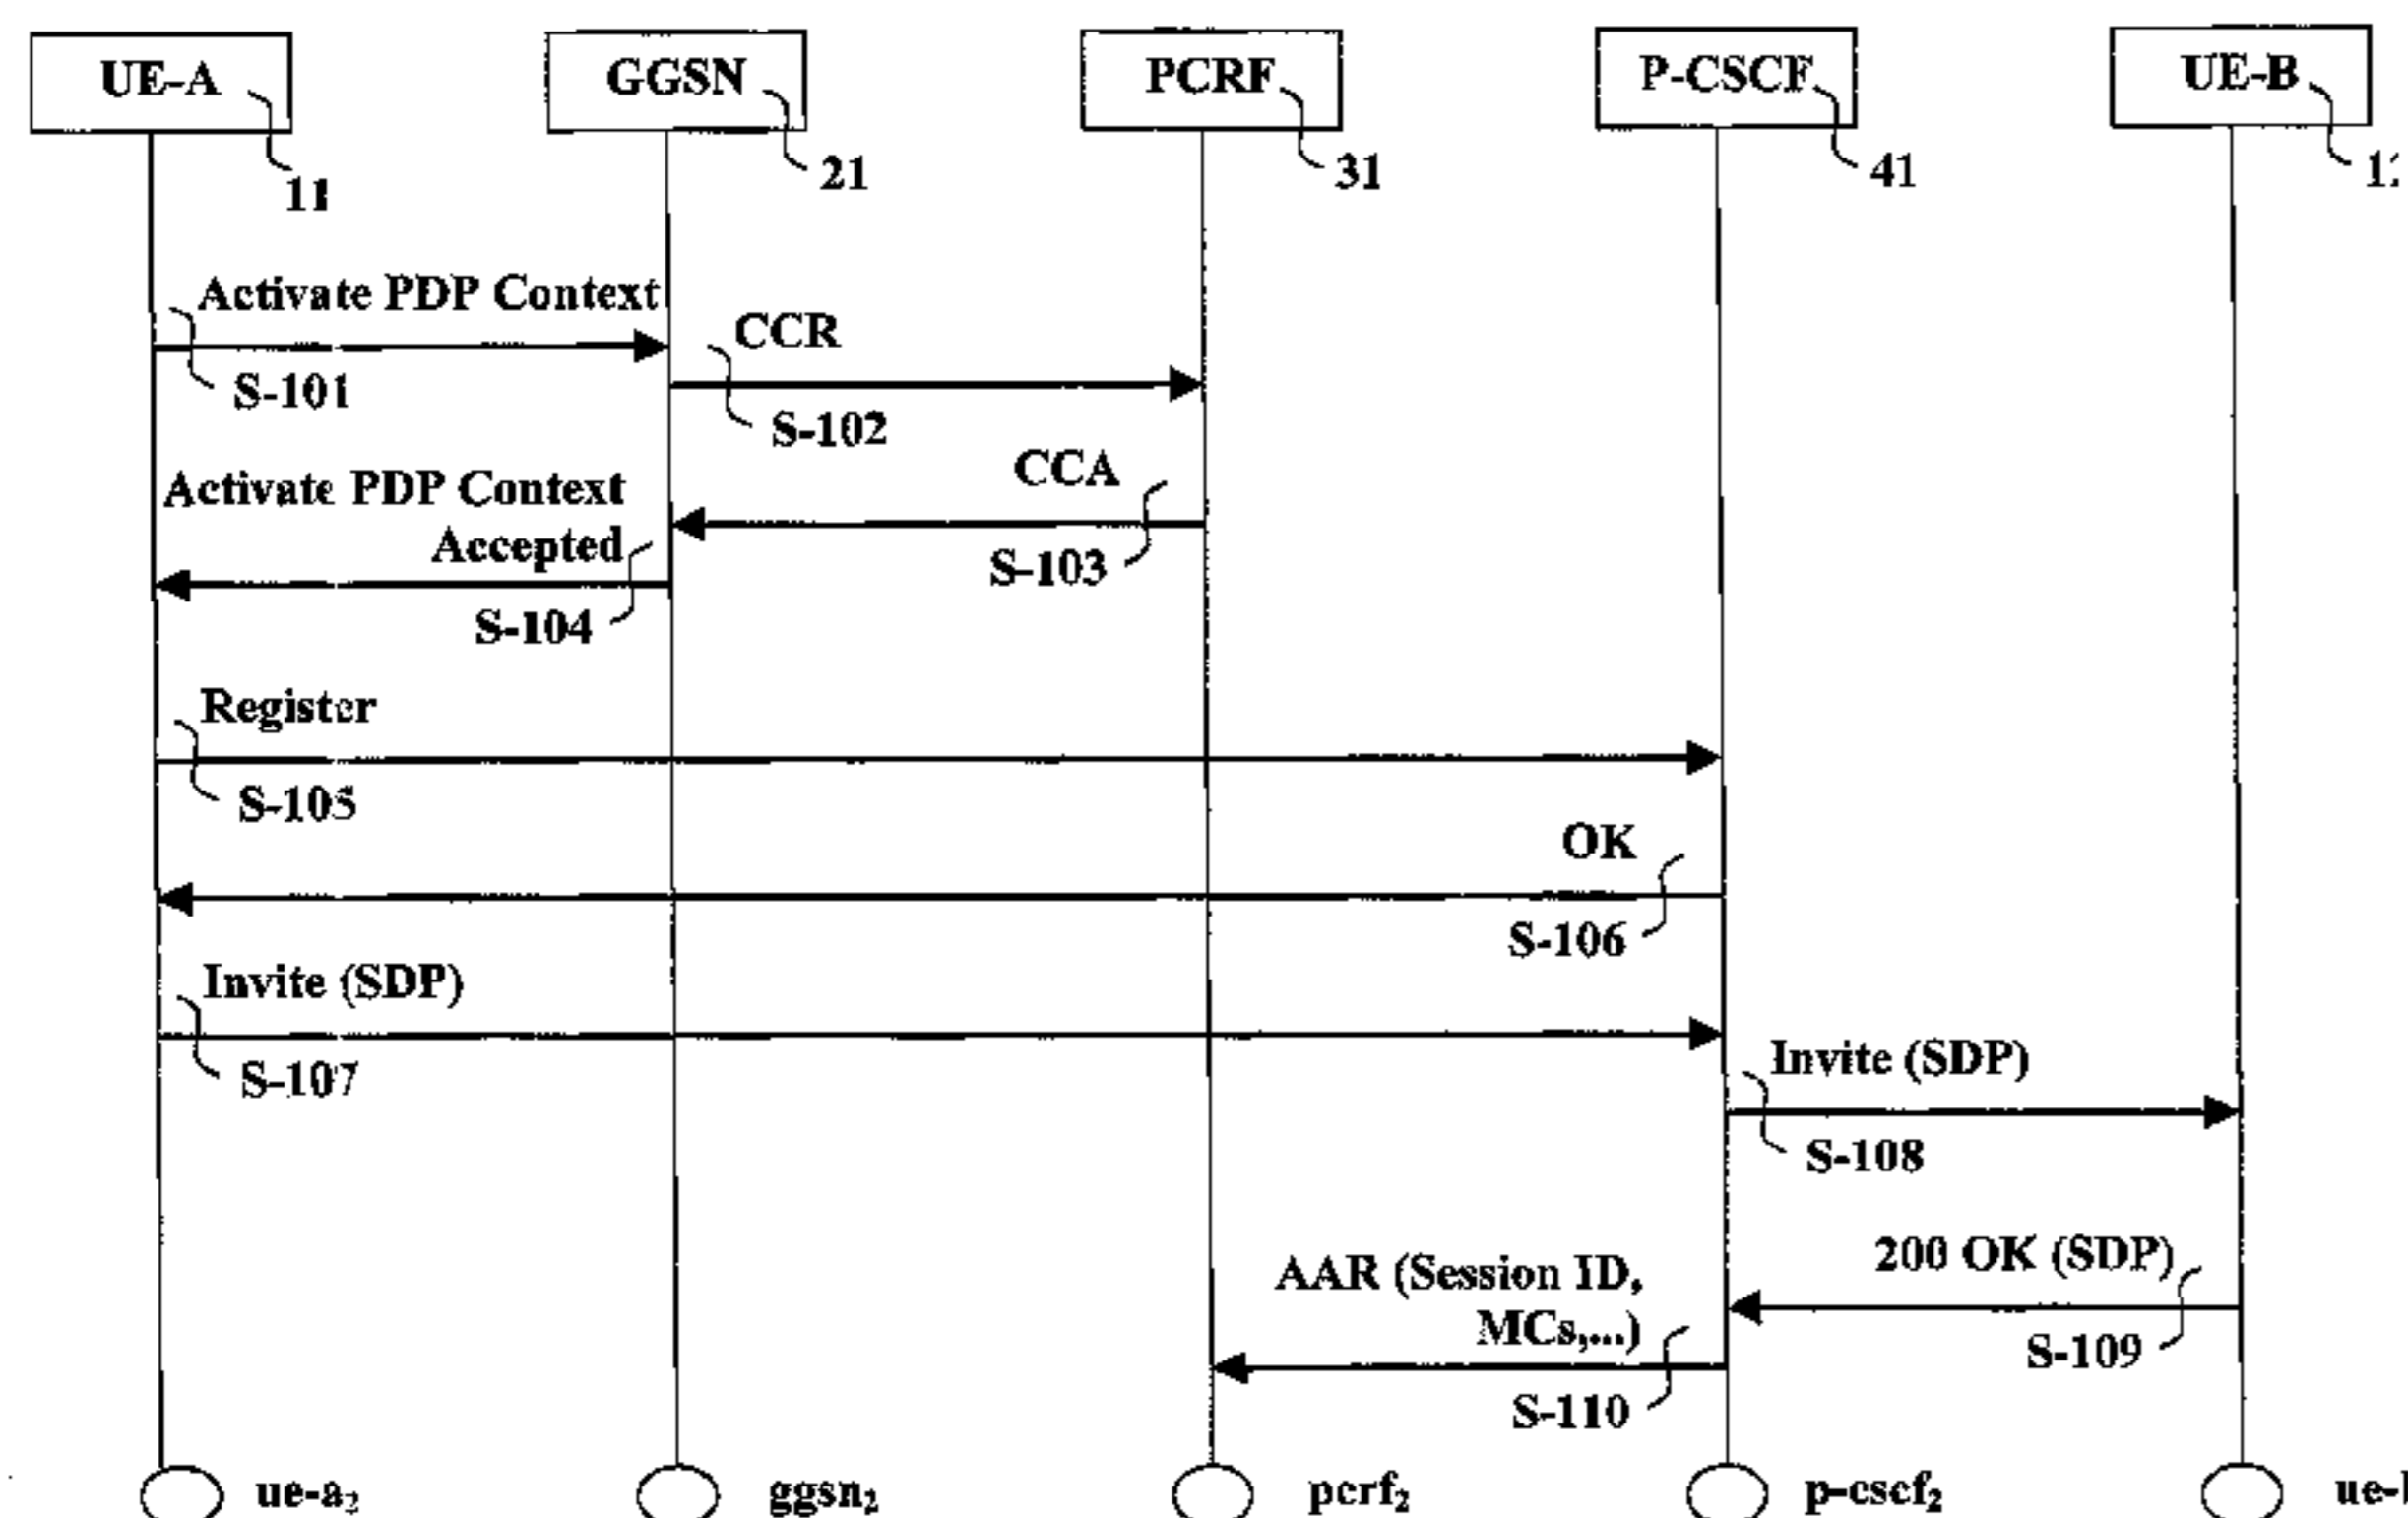 UE-A
GGSN
PCRF
P-CSCF
UE-B
11
21
31
41
Activate PDP Context
CCR
S-101
S-102
CCA
Activate PDP Context
Accepted
S-103
S-104
Register
S-105
OK
S-106
Invite (SDP)
S-107
Invite (SDP)
S-108
200 OK (SDP)
AAR (Session ID,
MCs,...)
S-109
S-110
ue-a₂
ggsn₂
pcrf₂
p-cscf₂